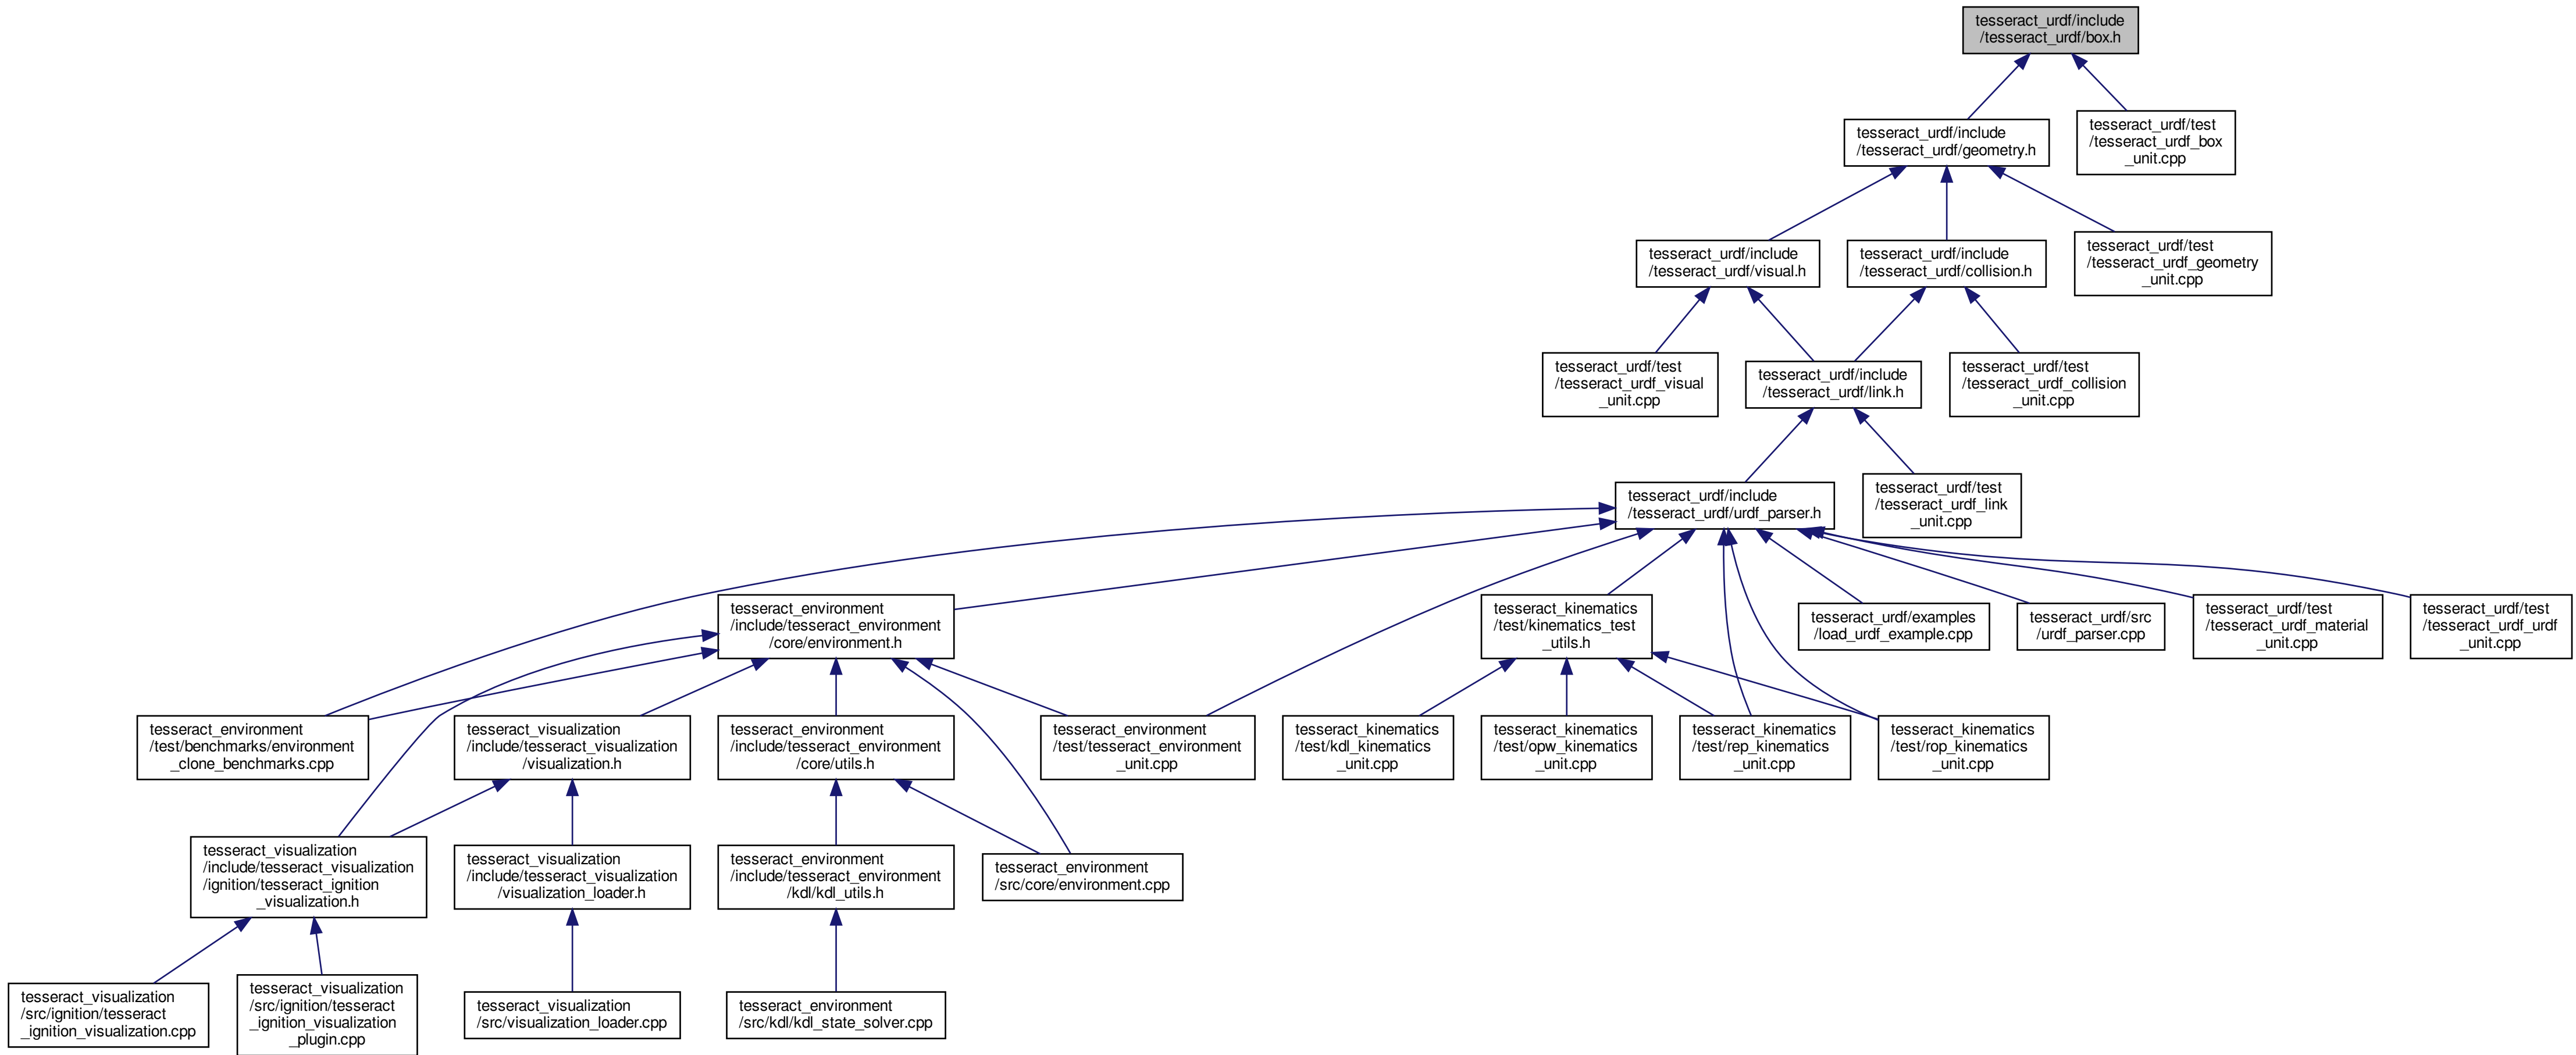 tesseract_urdf/include
/tesseract_urdf/box.h
tesseract_urdf/include
/tesseract_urdf/geometry.h
tesseract_urdf/test
/tesseract_urdf_box
_unit.cpp
tesseract_urdf/include
/tesseract_urdf/visual.h
tesseract_urdf/include
/tesseract_urdf/collision.h
tesseract_urdf/test
/tesseract_urdf_geometry
_unit.cpp
tesseract_urdf/test
/tesseract_urdf_visual
_unit.cpp
tesseract_urdf/include
/tesseract_urdf/link.h
tesseract_urdf/test
/tesseract_urdf_collision
_unit.cpp
tesseract_urdf/include
/tesseract_urdf/urdf_parser.h
tesseract_urdf/test
/tesseract_urdf_link
_unit.cpp
tesseract_environment
/include/tesseract_environment
/core/environment.h
tesseract_kinematics
/test/kinematics_test
_utils.h
tesseract_urdf/examples
/load_urdf_example.cpp
tesseract_urdf/src
/urdf_parser.cpp
tesseract_urdf/test
/tesseract_urdf_material
_unit.cpp
tesseract_urdf/test
/tesseract_urdf_urdf
_unit.cpp
tesseract_environment
/test/benchmarks/environment
_clone_benchmarks.cpp
tesseract_visualization
/include/tesseract_visualization
/visualization.h
tesseract_environment
/include/tesseract_environment
/core/utils.h
tesseract_environment
/test/tesseract_environment
_unit.cpp
tesseract_kinematics
/test/kdl_kinematics
_unit.cpp
tesseract_kinematics
/test/opw_kinematics
_unit.cpp
tesseract_kinematics
/test/rep_kinematics
_unit.cpp
tesseract_kinematics
/test/rop_kinematics
_unit.cpp
tesseract_visualization
/include/tesseract_visualization
/ignition/tesseract_ignition
_visualization.h
tesseract_visualization
/include/tesseract_visualization
/visualization_loader.h
tesseract_environment
/include/tesseract_environment
/kdl/kdl_utils.h
tesseract_environment
/src/core/environment.cpp
tesseract_visualization
/src/ignition/tesseract
_ignition_visualization.cpp
tesseract_visualization
/src/ignition/tesseract
_ignition_visualization
_plugin.cpp
tesseract_visualization
/src/visualization_loader.cpp
tesseract_environment
/src/kdl/kdl_state_solver.cpp